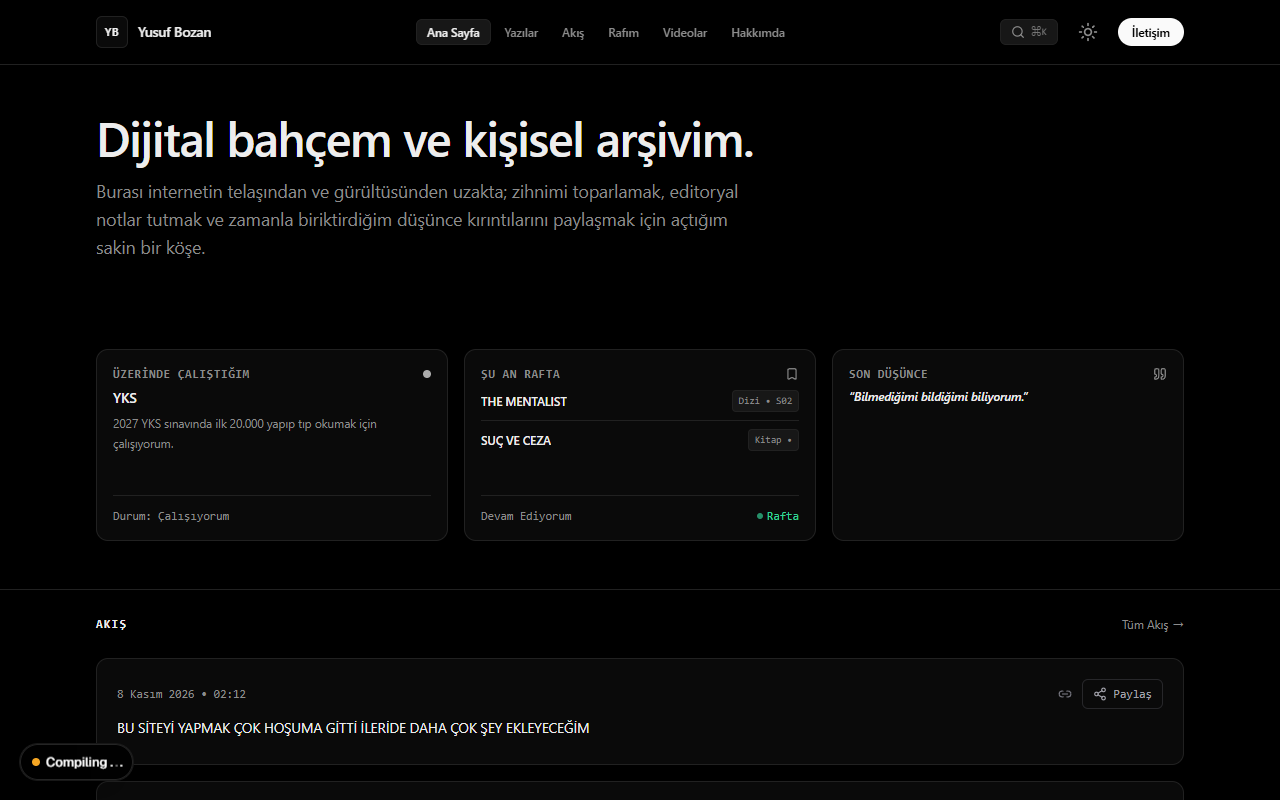 YB Yusuf Bozan Ana Sayfa Yazılar Akış Rafım Videolar Hakkımda ⌘K İletişim
Dijital bahçem ve kişisel arşivim.
Burası internetin telaşından ve gürültüsünden uzakta; zihnimi toparlamak, editoryal
notlar tutmak ve zamanla biriktirdiğim düşünce kırıntılarını paylaşmak için açtığım
sakin bir köşe.
ÜZERİNDE ÇALIŞTIĞIM
YKS
2027 YKS sınavında ilk 20.000 yapıp tıp okumak için
çalışıyorum.
Durum: Çalışıyorum
ŞU AN RAFTA
THE MENTALIST Dizi • S02
SUÇ VE CEZA Kitap •
Devam Ediyorum Rafta
SON DÜŞÜNCE
“Bilmediğimi bildiğimi biliyorum.”
AKIŞ Tüm Akış →
8 Kasım 2026 • 02:12 Paylaş
BU SİTEYİ YAPMAK ÇOK HOŞUMA GİTTİ İLERİDE DAHA ÇOK ŞEY EKLEYECEĞİM
Compiling ...